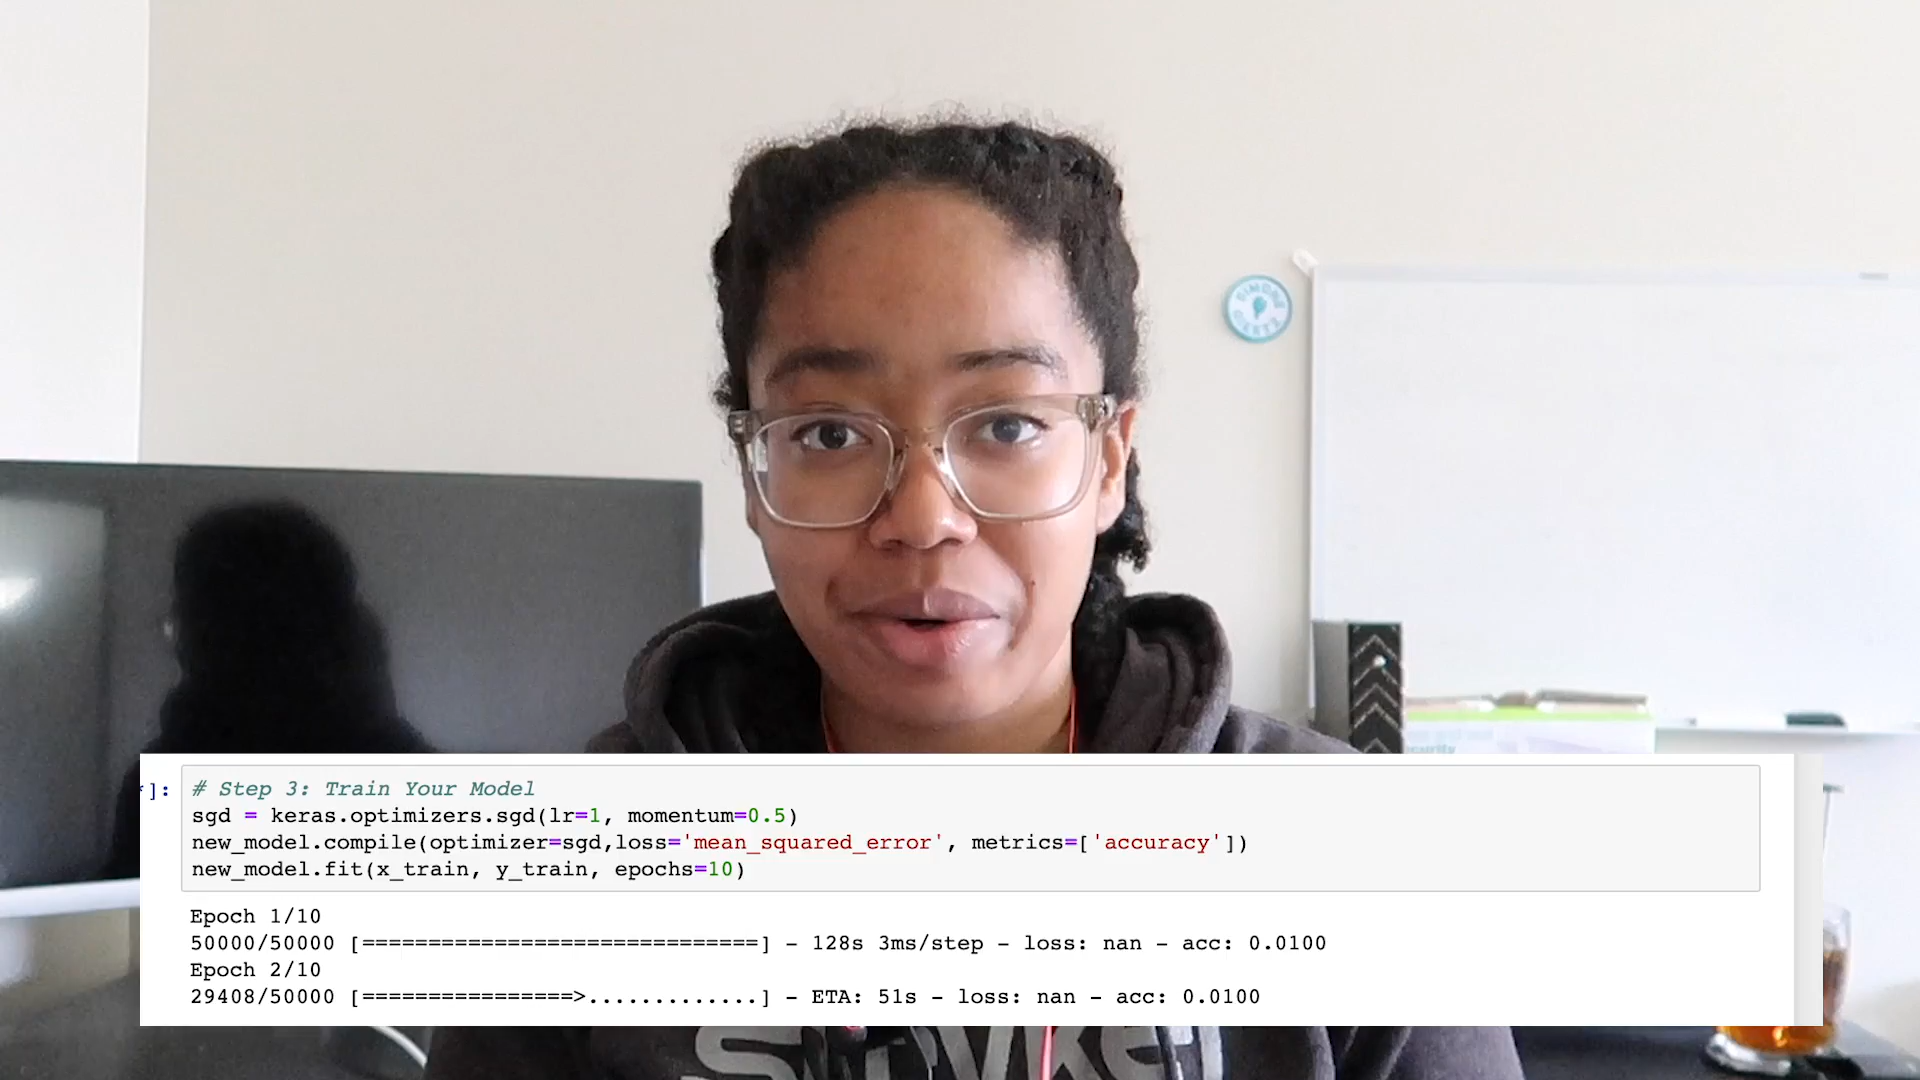 SIMONE
GIERTZ
*]:
# Step 3: Train Your Model
sgd = keras.optimizers.sgd(lr=1, momentum=0.5)
new_model.compile(optimizer=sgd,loss='mean_squared_error', metrics=['accuracy'])
new_model.fit(x_train, y_train, epochs=10)
Epoch 1/10
50000/50000 [==============================] - 128s 3ms/step - loss: nan - acc: 0.0100
Epoch 2/10
29408/50000 [================>.............] - ETA: 51s - loss: nan - acc: 0.0100